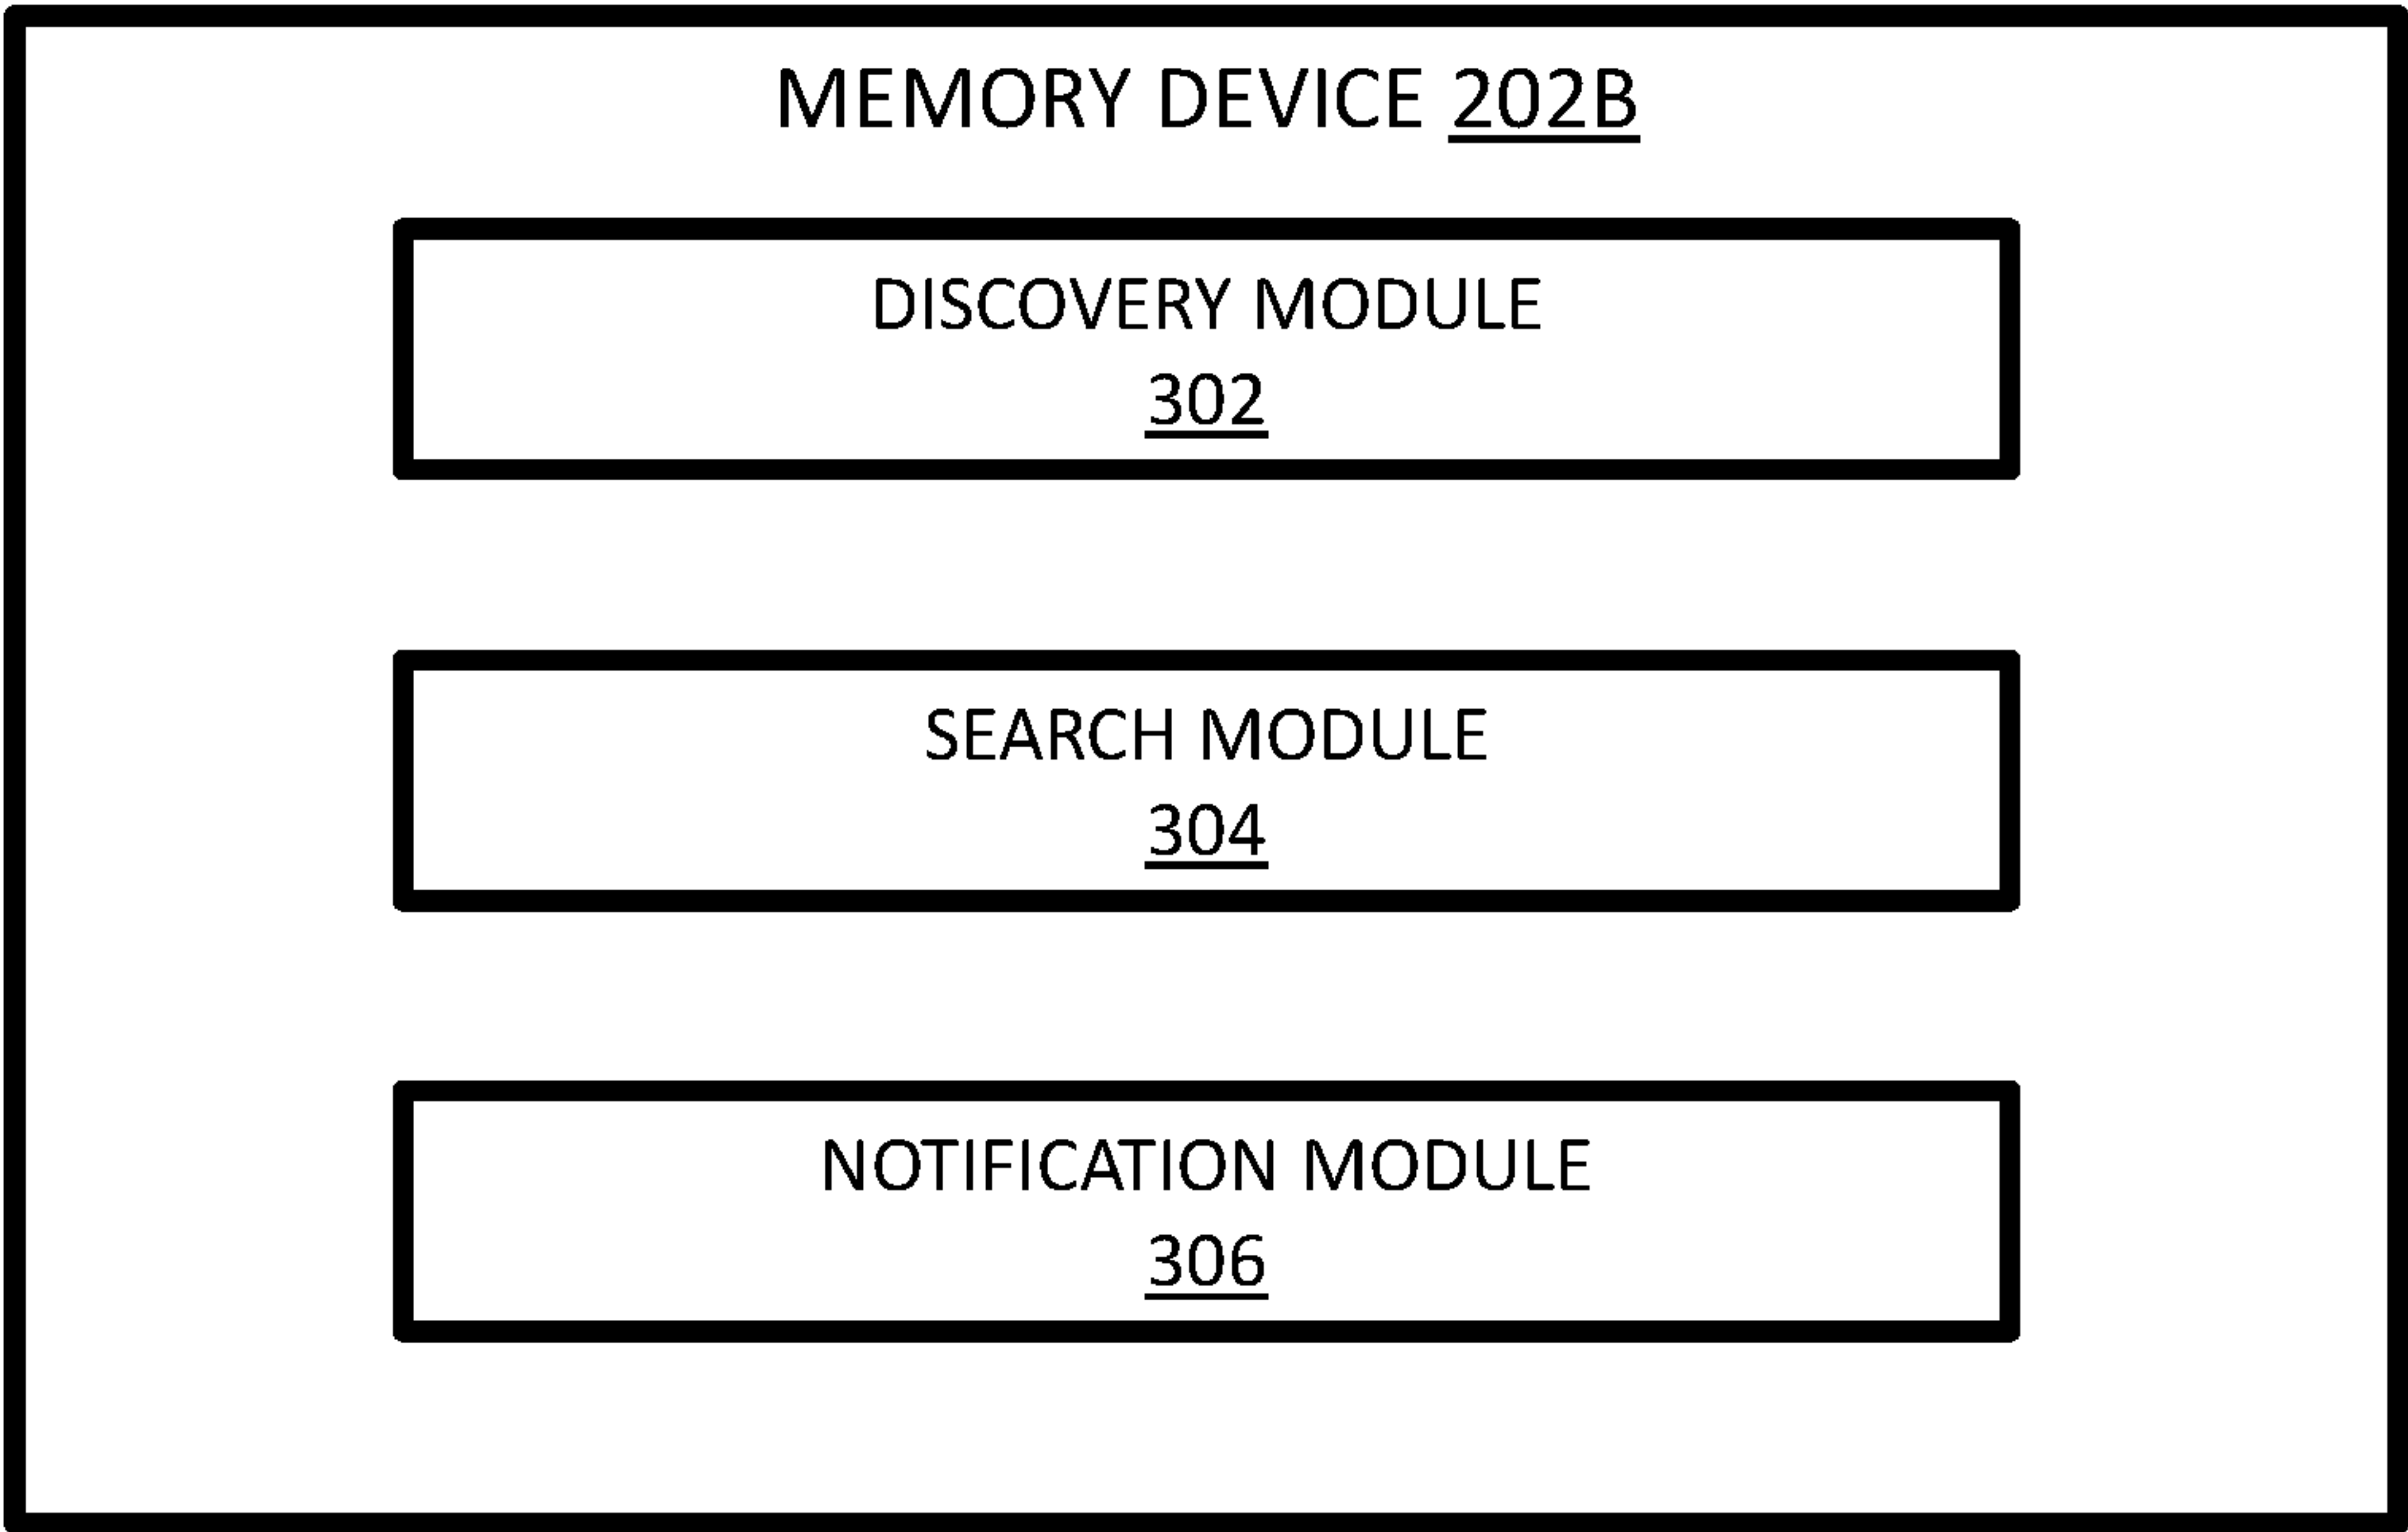 MEMORY DEVICE 202B
DISCOVERY MODULE
302
SEARCH MODULE
304
NOTIFICATION MODULE
306